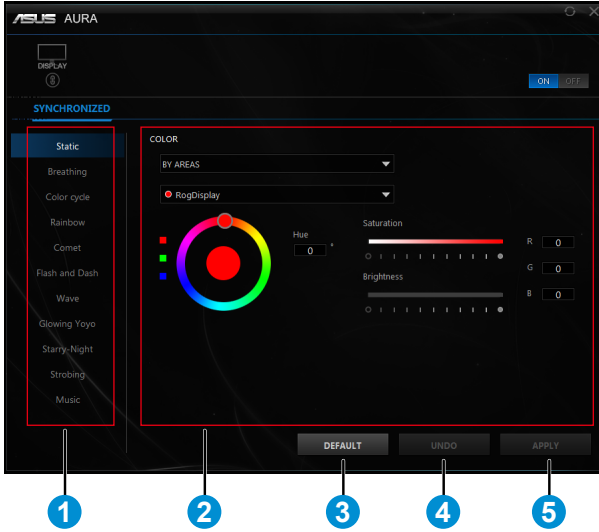 ASUS AURA
DISPLAY
ON OFF
SYNCHRONIZED
Static
Breathing
Color cycle
Rainbow
Comet
Flash and Dash
Wave
Glowing Yoyo
Starry-Night
Strobing
Music
COLOR
BY AREAS
RogDisplay
Hue
0 °
Saturation
Brightness
R 0
G 0
B 0
DEFAULT UNDO APPLY
1 2 3 4 5